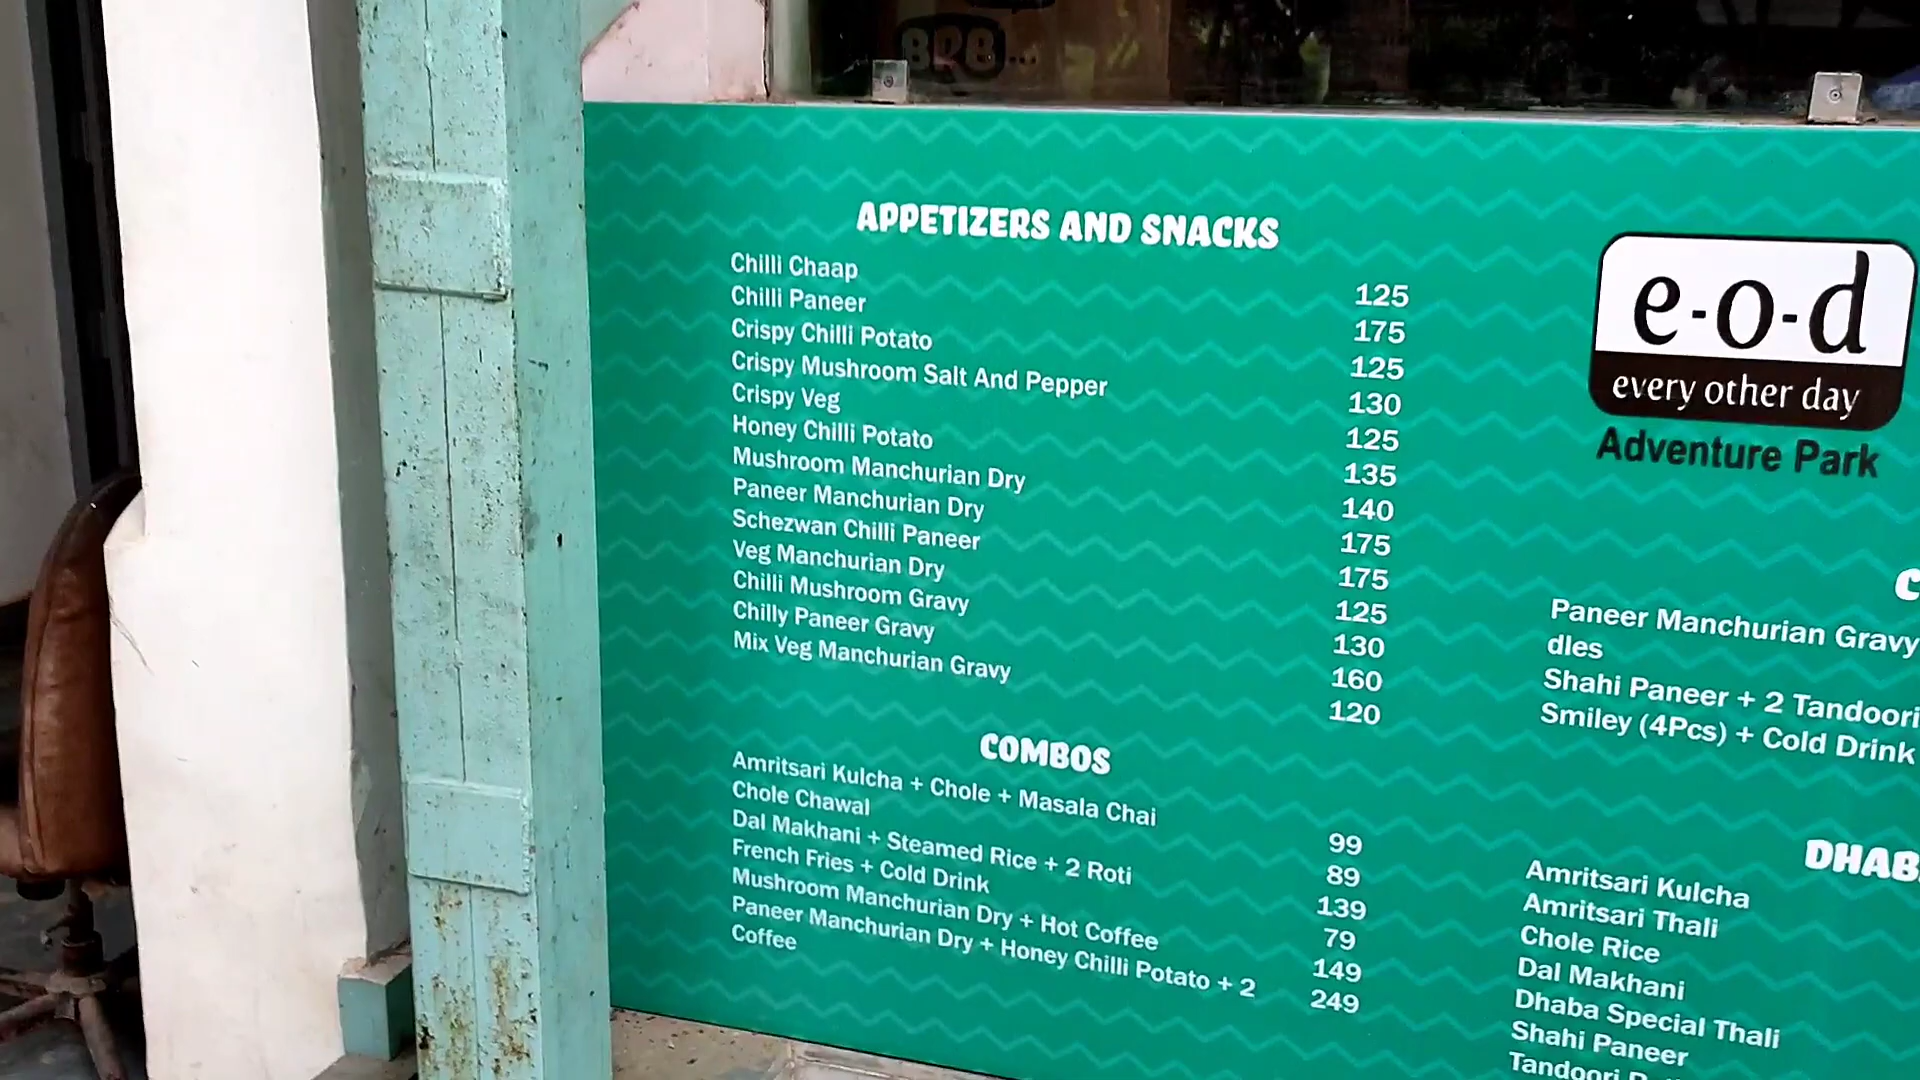 BRB...
APPETIZERS AND SNACKS
Chilli Chaap 125
Chilli Paneer 175
Crispy Chilli Potato 125
Crispy Mushroom Salt And Pepper 130
Crispy Veg 125
Honey Chilli Potato 135
Mushroom Manchurian Dry 140
Paneer Manchurian Dry 175
Schezwan Chilli Paneer 175
Veg Manchurian Dry 125
Chilli Mushroom Gravy 130
Chilly Paneer Gravy 160
Mix Veg Manchurian Gravy 120
COMBOS
Amritsari Kulcha + Chole + Masala Chai 99
Chole Chawal 89
Dal Makhani + Steamed Rice + 2 Roti 139
French Fries + Cold Drink 79
Mushroom Manchurian Dry + Hot Coffee 149
Paneer Manchurian Dry + Honey Chilli Potato + 2 249
Coffee
e-o-d
every other day
Adventure Park
C
Paneer Manchurian Gravy
dles
Shahi Paneer + 2 Tandoori
Smiley (4Pcs) + Cold Drink
DHAB
Amritsari Kulcha
Amritsari Thali
Chole Rice
Dal Makhani
Dhaba Special Thali
Shahi Paneer
Tandoori